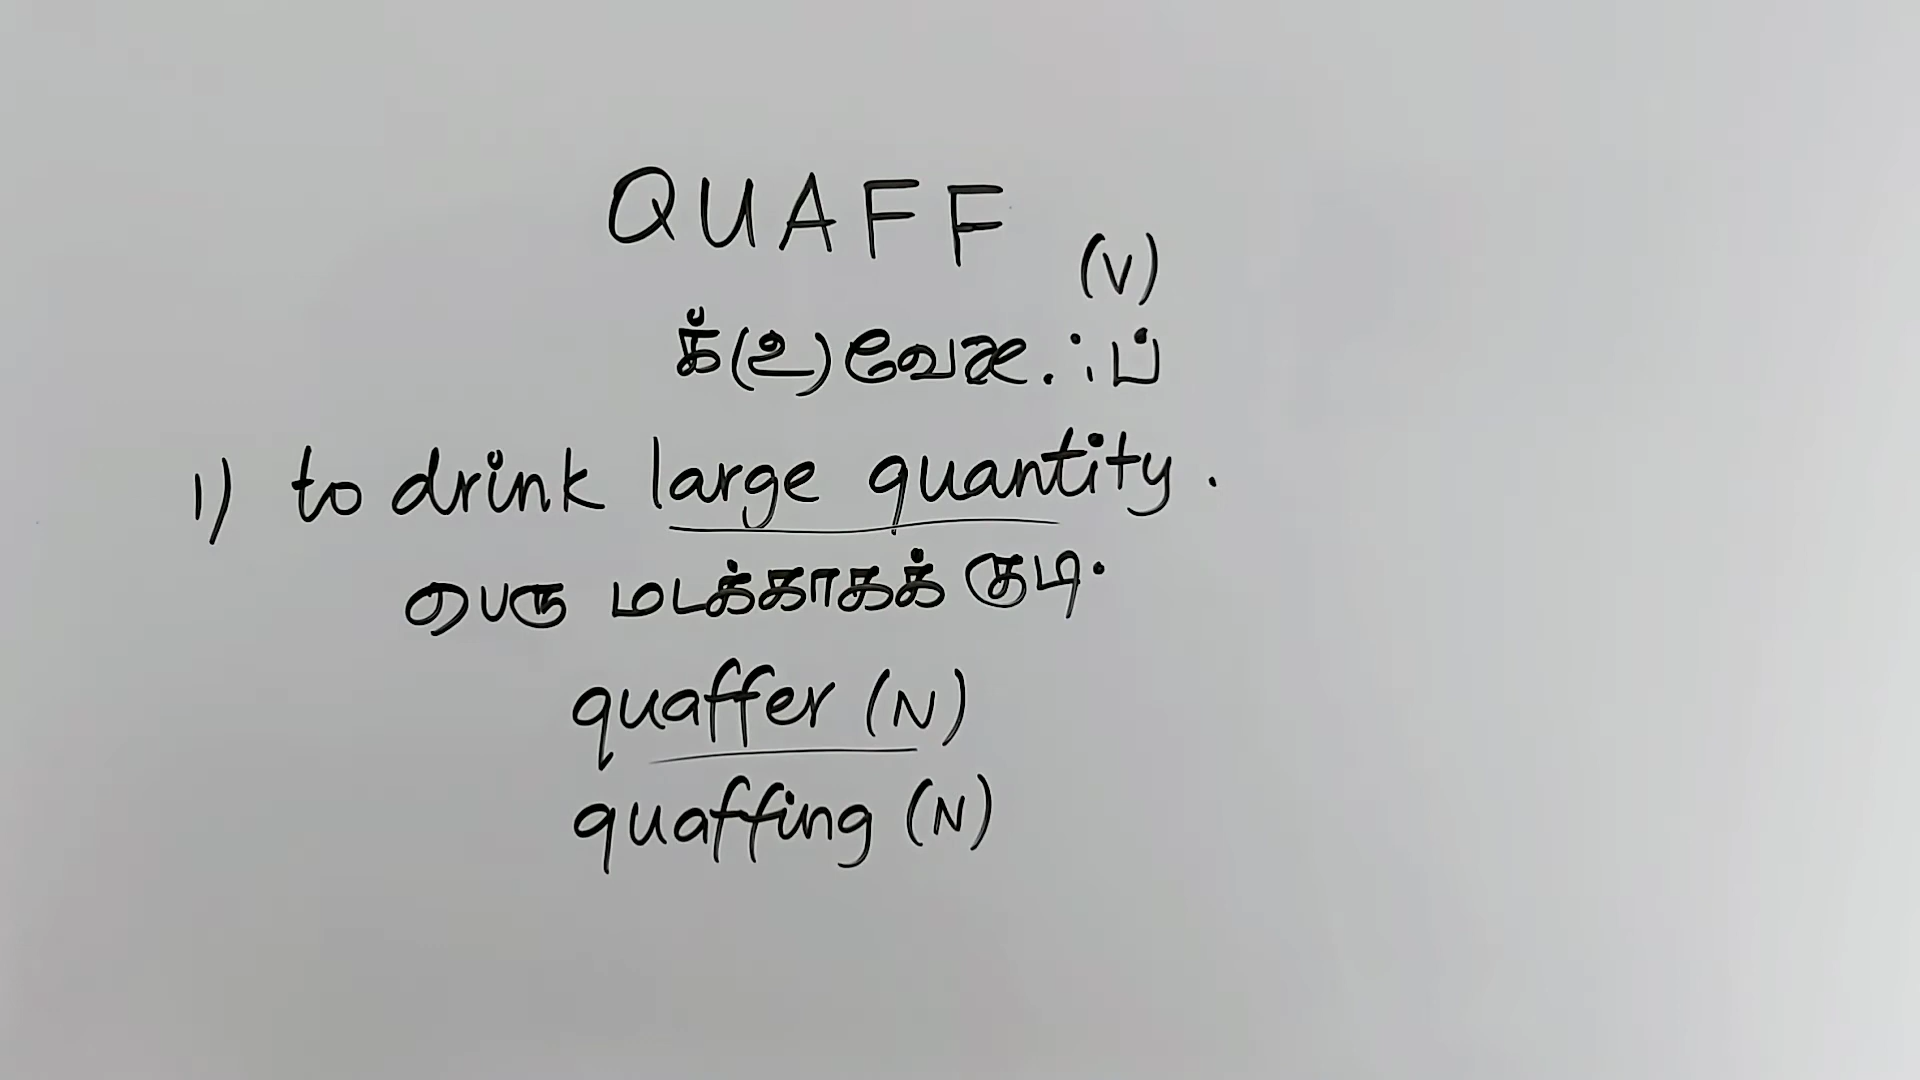 QUAFF (V)
க்(உ)வேæ.ஃப்
1) to drink large quantity.
பெரு மடக்காகக் குடி.
quaffer (N)
quaffing (N)